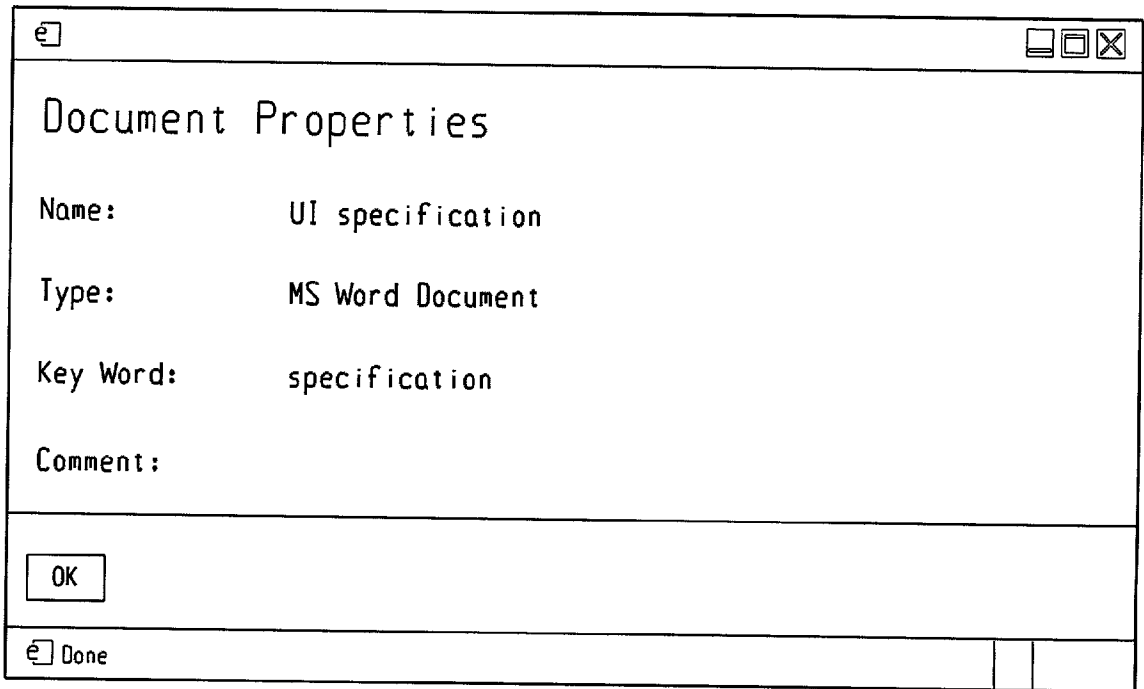 Document Properties
Name: UI specification
Type: MS Word Document
Key Word: specification
Comment:
OK
Done